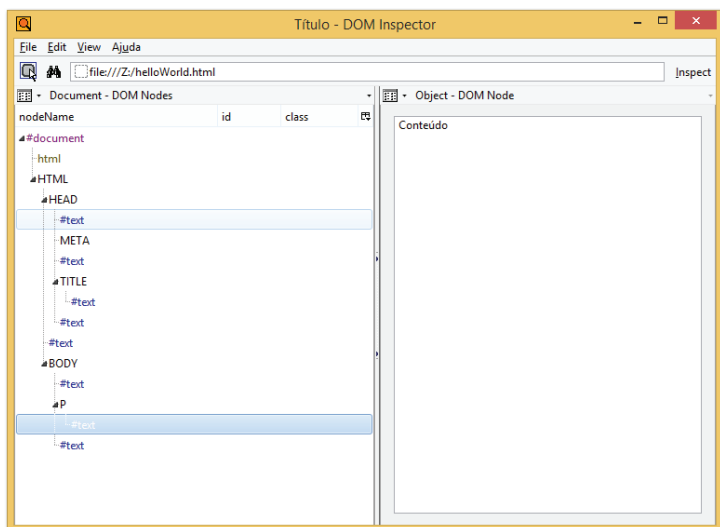 Título - DOM Inspector
File Edit View Ajuda
file:///Z:/helloWorld.html Inspect
Document - DOM Nodes
nodeName id class
#document
html
HTML
HEAD
#text
META
#text
TITLE
#text
#text
#text
BODY
#text
P
#text
#text
Object - DOM Node
Conteúdo